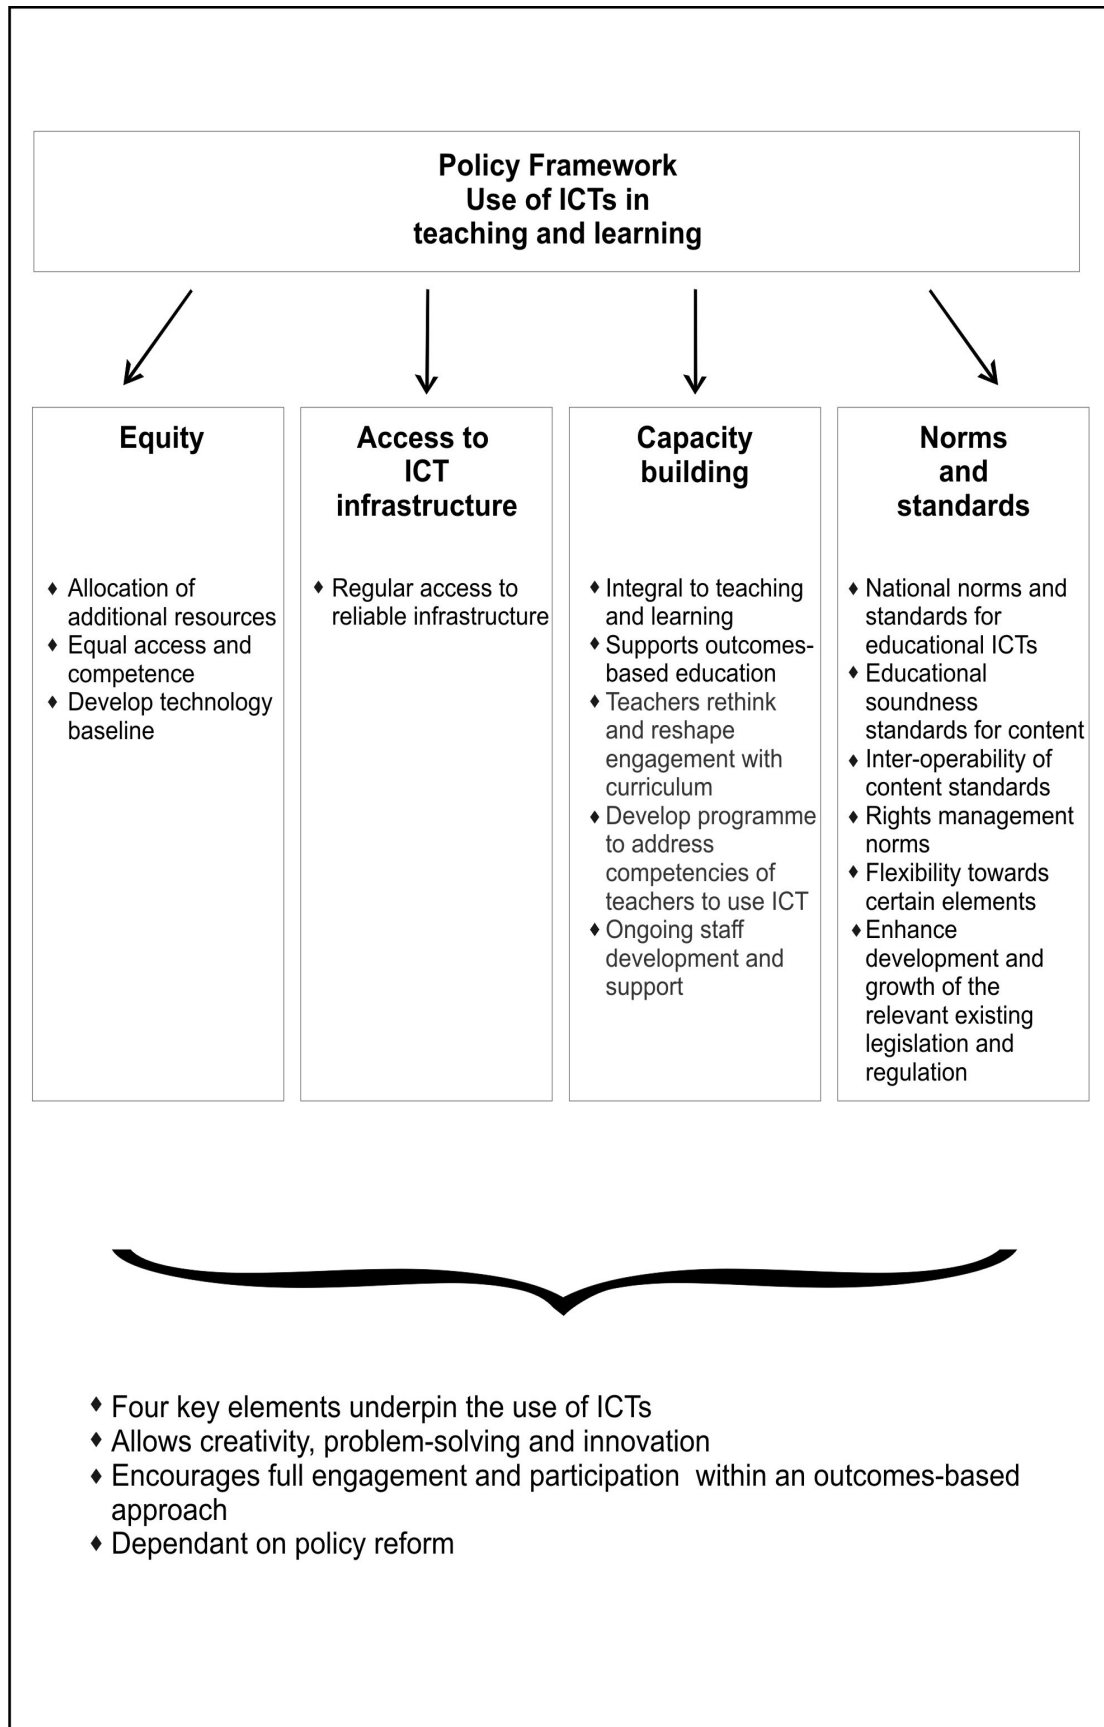 Policy Framework
Use of ICTs in
teaching and learning
Equity
♦ Allocation of
additional resources
♦ Equal access and
competence
♦ Develop technology
baseline
Access to
ICT
infrastructure
♦ Regular access to
reliable infrastructure
Capacity
building
♦ Integral to teaching
and learning
♦ Supports outcomes-
based education
♦ Teachers rethink
and reshape
engagement with
curriculum
♦ Develop programme
to address
competencies of
teachers to use ICT
♦ Ongoing staff
development and
support
Norms
and
standards
♦ National norms and
standards for
educational ICTs
♦ Educational
soundness
standards for content
♦ Inter-operability of
content standards
♦ Rights management
norms
♦ Flexibility towards
certain elements
♦ Enhance
development and
growth of the
relevant existing
legislation and
regulation
♦ Four key elements underpin the use of ICTs
♦ Allows creativity, problem-solving and innovation
♦ Encourages full engagement and participation within an outcomes-based
approach
♦ Dependant on policy reform